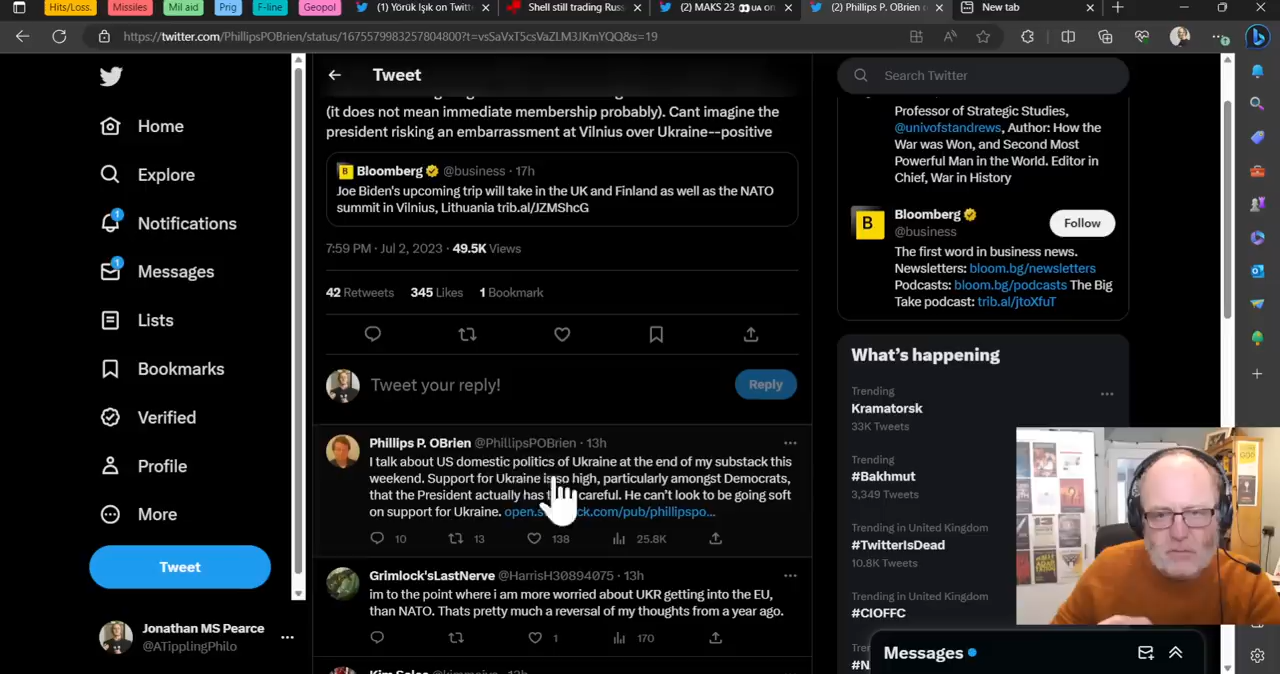 Hits/Loss.
Missiles
Mil aid
Prig
F-line
Geopol
(1) Yörük Işık on Twitte
Shell still trading Russ
(2) MAKS 23 UA on
(2) Phillips P. OBrien o
New tab
https://twitter.com/PhillipsPOBrien/status/1675579983257804800?t=vsSaVxT5csVaZLM3JKmYQQ&s=19
Home
Explore
1
Notifications
1
Messages
Lists
Bookmarks
Verified
Profile
More
Tweet
Jonathan MS Pearce
@ATipplingPhilo
Tweet
(it does not mean immediate membership probably). Cant imagine the
president risking an embarrassment at Vilnius over Ukraine--positive
B Bloomberg @business · 17h
Joe Biden's upcoming trip will take in the UK and Finland as well as the NATO
summit in Vilnius, Lithuania trib.al/JZMShcG
7:59 PM · Jul 2, 2023 · 49.5K Views
42 Retweets 345 Likes 1 Bookmark
Tweet your reply!
Reply
Phillips P. OBrien @PhillipsPOBrien · 13h
I talk about US domestic politics of Ukraine at the end of my substack this
weekend. Support for Ukraine is so high, particularly amongst Democrats,
that the President actually has careful. He can't look to be going soft
on support for Ukraine. open.s ck.com/pub/phillipspo...
10 13 138 25.8K
Grimlock'sLastNerve @HarrisH30894075 · 13h
im to the point where i am more worried about UKR getting into the EU,
than NATO. Thats pretty much a reversal of my thoughts from a year ago.
1 170
Search Twitter
Professor of Strategic Studies,
@univofstandrews, Author: How the
War was Won, and Second Most
Powerful Man in the World. Editor in
Chief, War in History
B
Bloomberg
@business
Follow
The first word in business news.
Newsletters: bloom.bg/newsletters
Podcasts: bloom.bg/podcasts The Big
Take podcast: trib.al/jtoXfuT
What's happening
Trending
Kramatorsk
33K Tweets
Trending
#Bakhmut
3,349 Tweets
Trending in United Kingdom
#TwitterIsDead
10.8K Tweets
Trending in United Kingdom
#CIOFFC
Messages